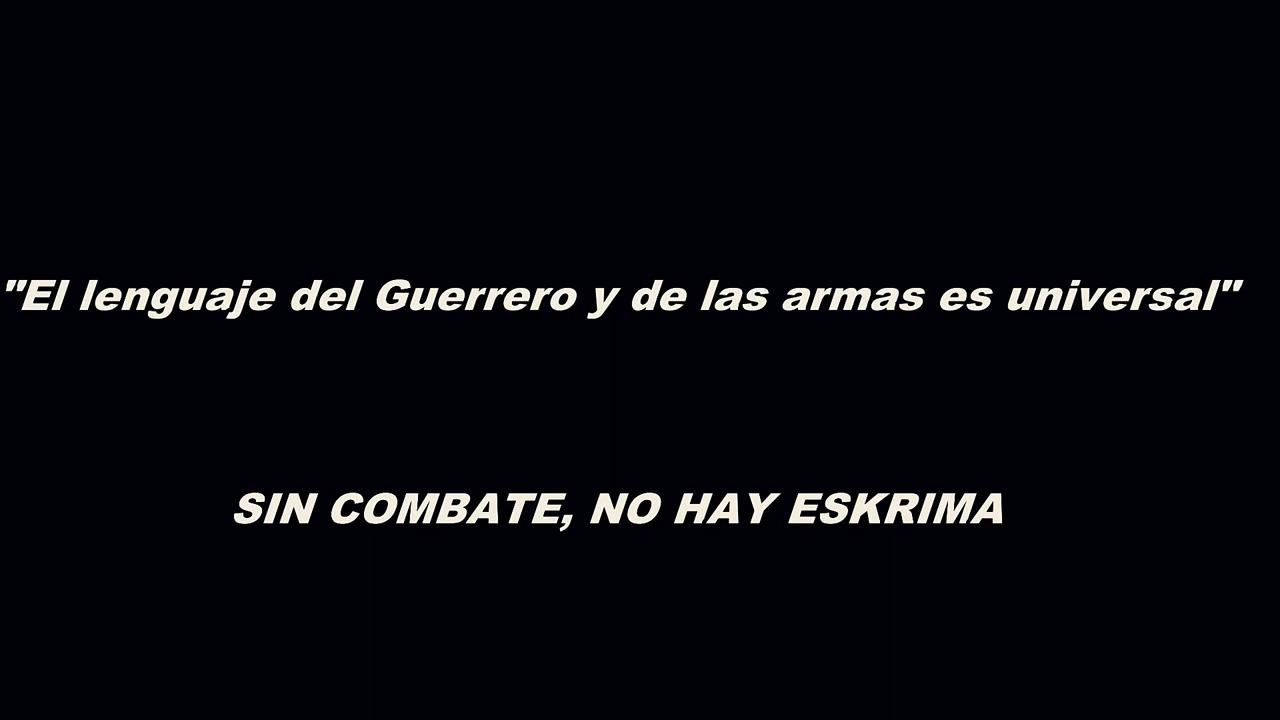 "El lenguaje del Guerrero y de las armas es universal"
SIN COMBATE, NO HAY ESKRIMA